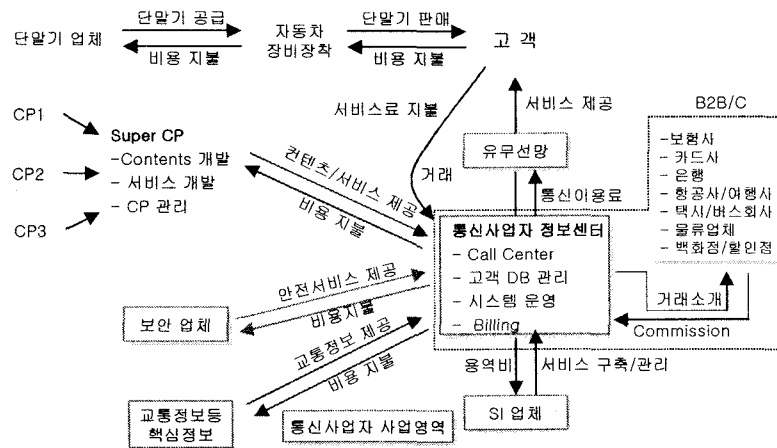 단말기 업체
단말기 공급
비용 지불
자동차
장비장착
단말기 판매
비용 지불
고 객
CP1
CP2
CP3
Super CP
-Contents 개발
- 서비스 개발
- CP 관리
컨텐츠/서비스 제공
비용 지불
서비스료 지불
거래
서비스 제공
유무선망
통신이용료
B2B/C
-보험사
- 카드사
- 은행
- 항공사/여행사
- 택시/버스회사
- 물류업체
- 백화점/할인점
통신사업자 정보센터
- Call Center
- 고객 DB 관리
- 시스템 운영
- Billing
거래소개
Commission
보안 업체
안전서비스 제공
비용지불
교통정보 제공
비용 지불
교통정보등
핵심정보
통신사업자 사업영역
용역비
서비스 구축/관리
SI 업체